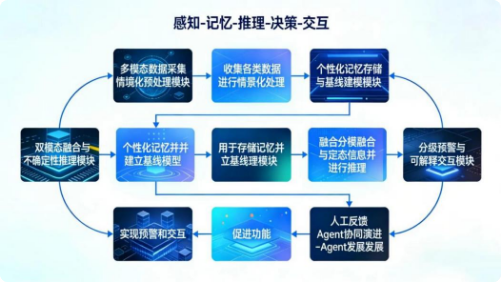 感知-记忆-推理-决策-交互
多模态数据采集
情境化预处理模块
收集各类数据
进行情景化处理
个性化记忆存储
与基线建模模块
双模态融合与
不确定性推理模块
个性化记忆并
建立基线模型
用于存储记忆并
立基线理模块
融合分模融合
与定态信息并
进行推理
分级预警与
可解释交互模块
实现预警和交互
促进功能
人工反馈
Agent协同演进
-Agent发展发展